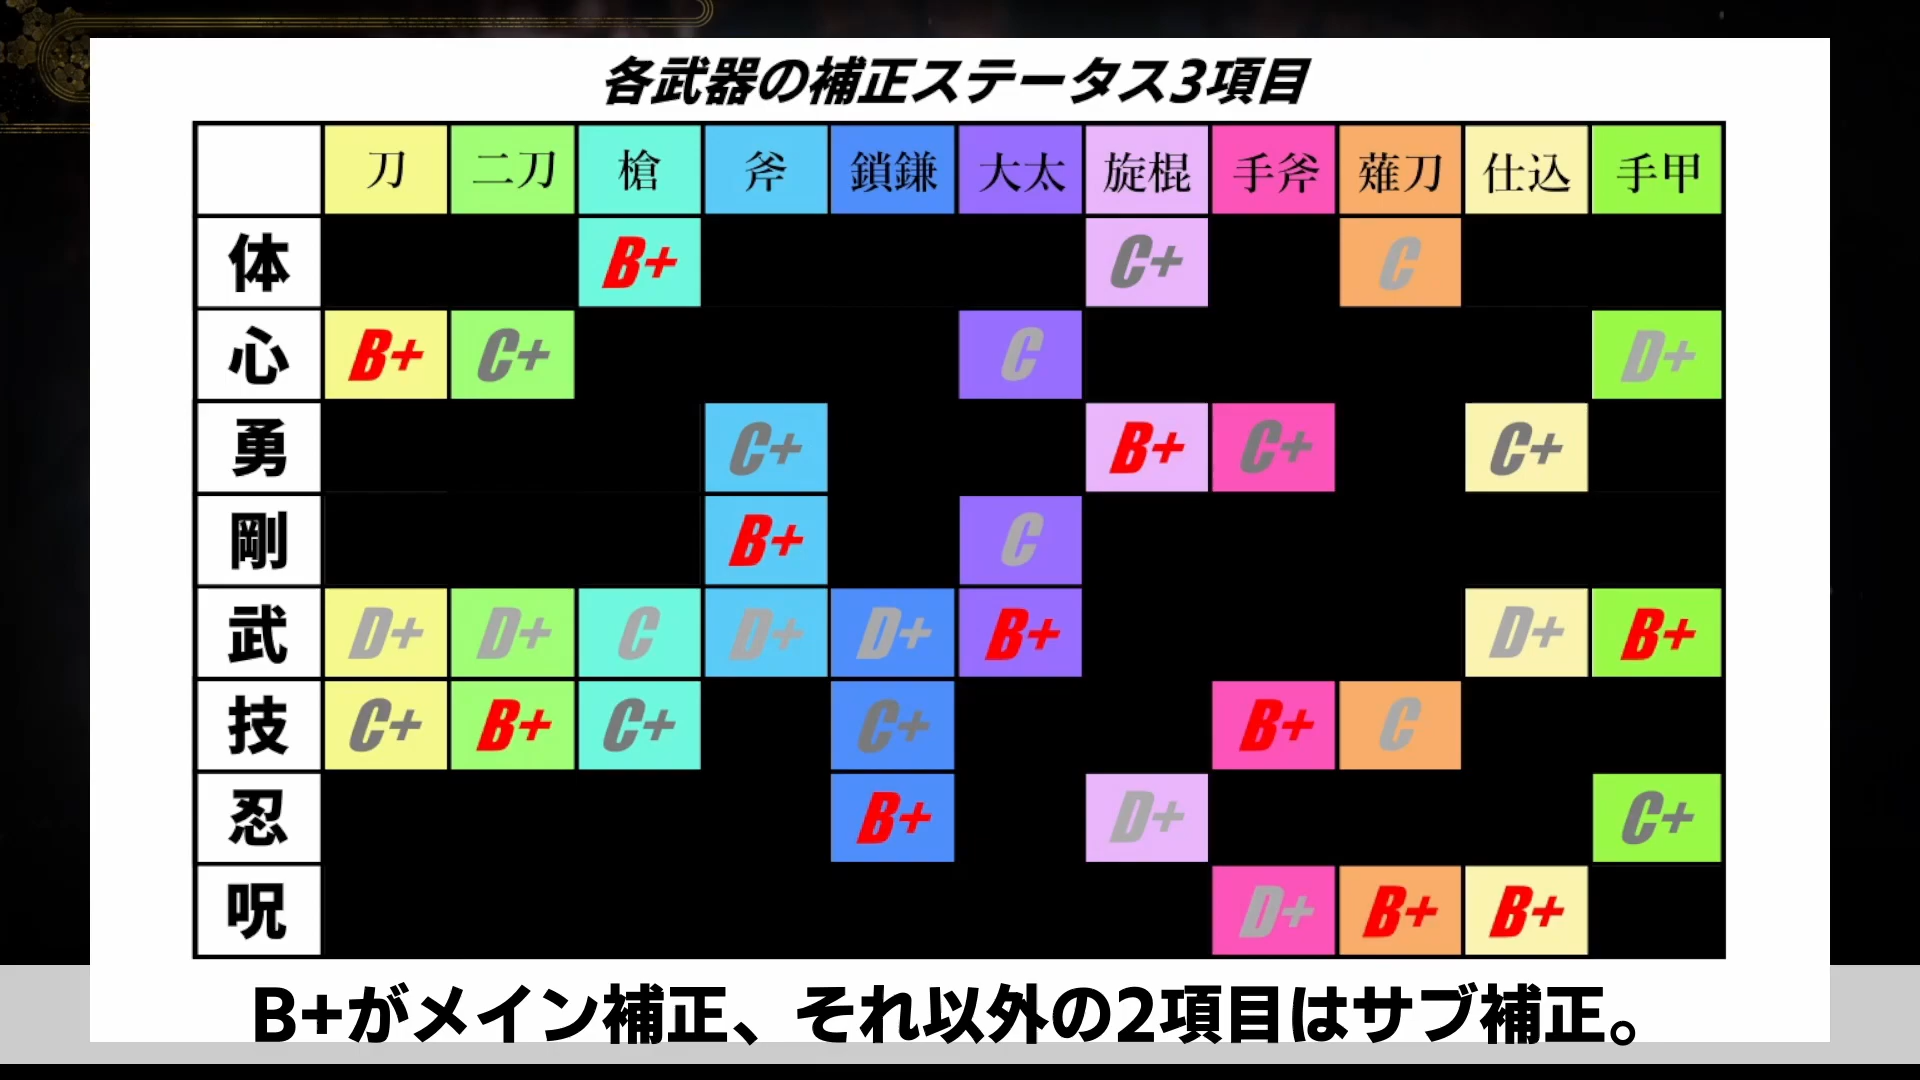 各武器の補正ステータス3項目
刀 二刀 槍 斧 鎖鎌 大太 旋棍 手斧 薙刀 仕込 手甲
体 B+ C+ C
心 B+ C+ C D+
勇 C+ B+ C+ C+
剛 B+ C
武 D+ D+ C D+ D+ B+ D+ B+
技 C+ B+ C+ C+ B+ C
忍 B+ D+ C+
呪 D+ B+ B+
B+がメイン補正、それ以外の2項目はサブ補正。